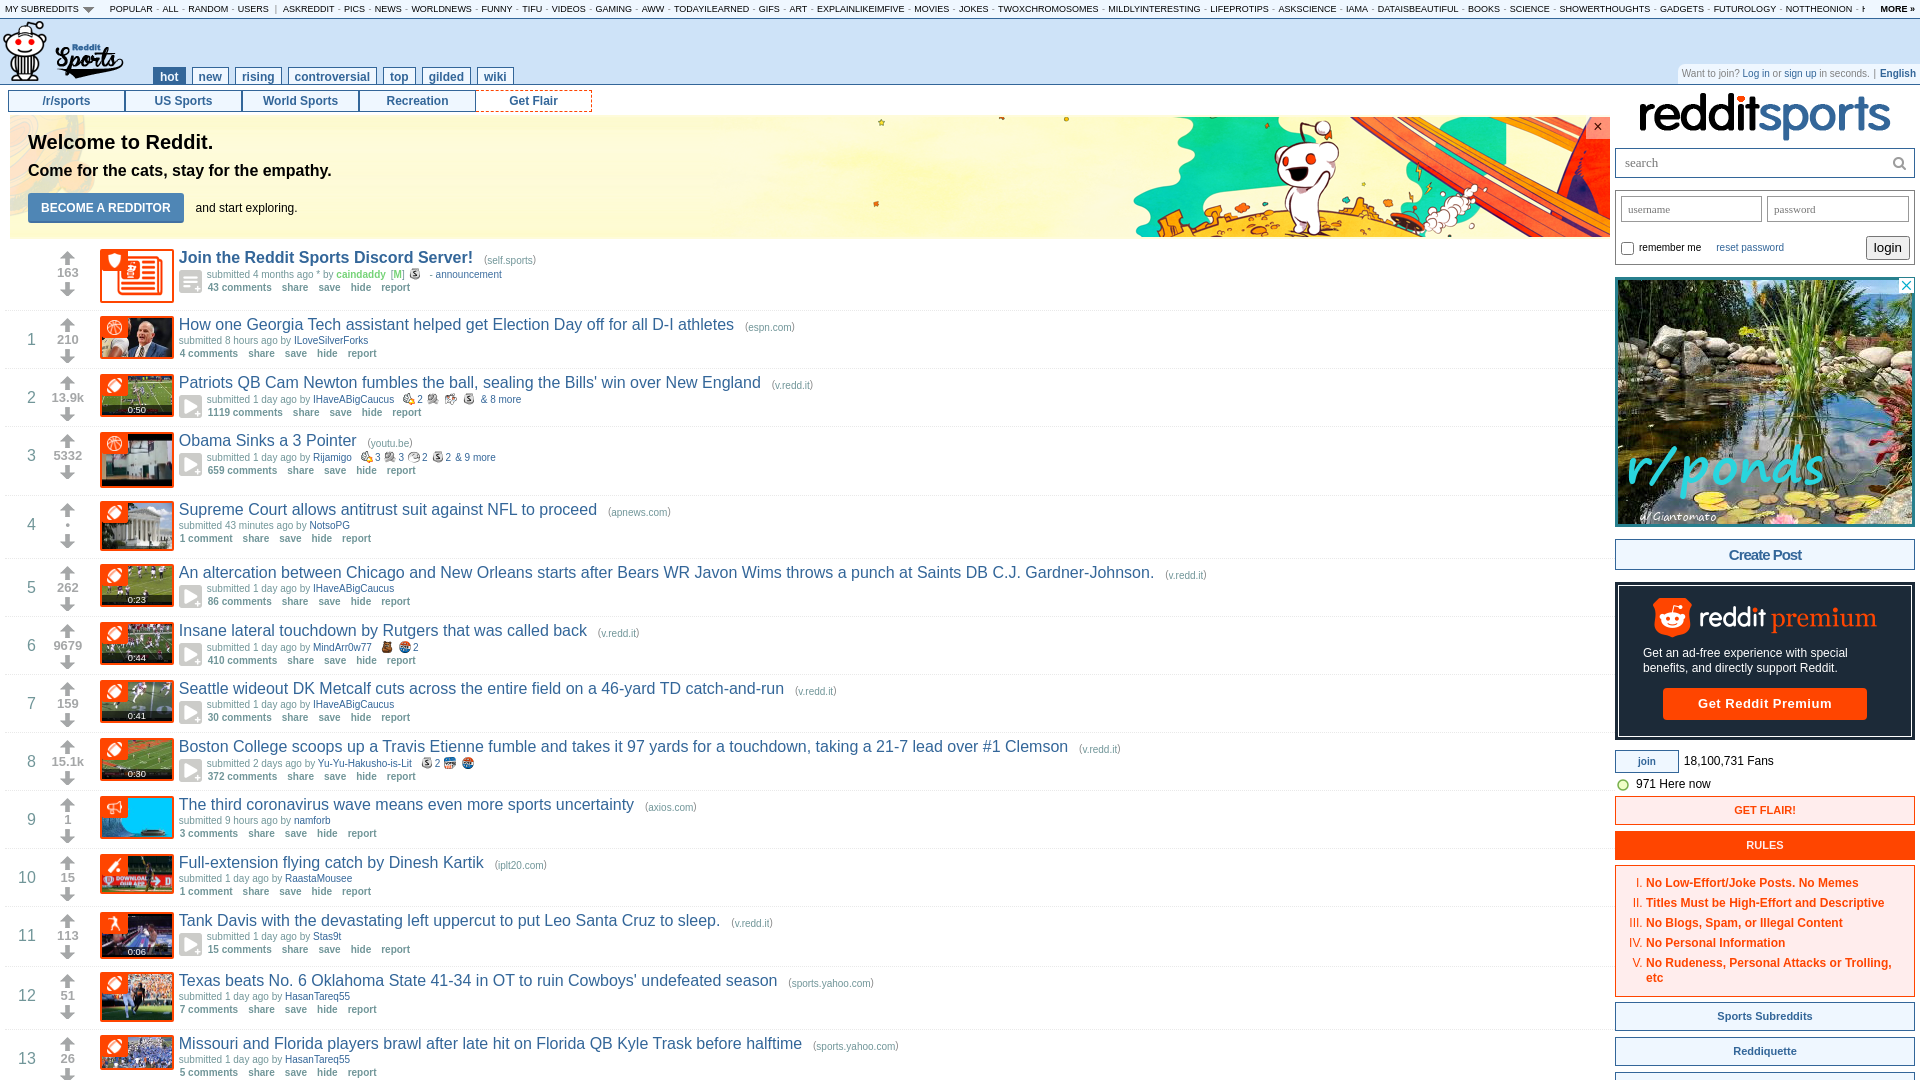 MY SUBREDDITS POPULAR - ALL - RANDOM - USERS | ASKREDDIT - PICS - NEWS - WORLDNEWS - FUNNY - TIFU - VIDEOS - GAMING - AWW - TODAYILEARNED - GIFS - ART - EXPLAINLIKEIMFIVE - MOVIES - JOKES - TWOXCHROMOSOMES - MILDLYINTERESTING - LIFEPROTIPS - ASKSCIENCE - IAMA - DATAISBEAUTIFUL - BOOKS - SCIENCE - SHOWERTHOUGHTS - GADGETS - FUTUROLOGY - NOTTHEONION - MORE »
Reddit
Sports
hot new rising controversial top gilded wiki
Want to join? Log in or sign up in seconds. | English
/r/sports US Sports World Sports Recreation Get Flair
Welcome to Reddit.
Come for the cats, stay for the empathy.
BECOME A REDDITOR and start exploring.
×
163
Join the Reddit Sports Discord Server! (self.sports)
submitted 4 months ago * by caindaddy [M] - announcement
43 comments share save hide report
1
210
How one Georgia Tech assistant helped get Election Day off for all D-I athletes (espn.com)
submitted 8 hours ago by ILoveSilverForks
4 comments share save hide report
2
13.9k
0:50
Patriots QB Cam Newton fumbles the ball, sealing the Bills' win over New England (v.redd.it)
submitted 1 day ago by IHaveABigCaucus 2 & 8 more
1119 comments share save hide report
3
5332
Obama Sinks a 3 Pointer (youtu.be)
submitted 1 day ago by Rijamigo 3 3 2 2 & 9 more
659 comments share save hide report
4
•
Supreme Court allows antitrust suit against NFL to proceed (apnews.com)
submitted 43 minutes ago by NotsoPG
1 comment share save hide report
5
262
0:23
An altercation between Chicago and New Orleans starts after Bears WR Javon Wims throws a punch at Saints DB C.J. Gardner-Johnson. (v.redd.it)
submitted 1 day ago by IHaveABigCaucus
86 comments share save hide report
6
9679
0:44
Insane lateral touchdown by Rutgers that was called back (v.redd.it)
submitted 1 day ago by MindArr0w77 2
410 comments share save hide report
7
159
0:41
Seattle wideout DK Metcalf cuts across the entire field on a 46-yard TD catch-and-run (v.redd.it)
submitted 1 day ago by IHaveABigCaucus
30 comments share save hide report
8
15.1k
0:30
Boston College scoops up a Travis Etienne fumble and takes it 97 yards for a touchdown, taking a 21-7 lead over #1 Clemson (v.redd.it)
submitted 2 days ago by Yu-Yu-Hakusho-is-Lit 2
372 comments share save hide report
9
1
The third coronavirus wave means even more sports uncertainty (axios.com)
submitted 9 hours ago by namforb
3 comments share save hide report
10
15
Full-extension flying catch by Dinesh Kartik (iplt20.com)
submitted 1 day ago by RaastaMousee
1 comment share save hide report
11
113
0:06
Tank Davis with the devastating left uppercut to put Leo Santa Cruz to sleep. (v.redd.it)
submitted 1 day ago by Stas9t
15 comments share save hide report
12
51
Texas beats No. 6 Oklahoma State 41-34 in OT to ruin Cowboys' undefeated season (sports.yahoo.com)
submitted 1 day ago by HasanTareq55
7 comments share save hide report
13
26
Missouri and Florida players brawl after late hit on Florida QB Kyle Trask before halftime (sports.yahoo.com)
submitted 1 day ago by HasanTareq55
5 comments share save hide report
redditsports
search
username password
remember me reset password login
r/ponds
u/Giantomato
Create Post
reddit premium
Get an ad-free experience with special
benefits, and directly support Reddit.
Get Reddit Premium
join 18,100,731 Fans
971 Here now
GET FLAIR!
RULES
I. No Low-Effort/Joke Posts. No Memes
II. Titles Must be High-Effort and Descriptive
III. No Blogs, Spam, or Illegal Content
IV. No Personal Information
V. No Rudeness, Personal Attacks or Trolling,
etc
Sports Subreddits
Reddiquette